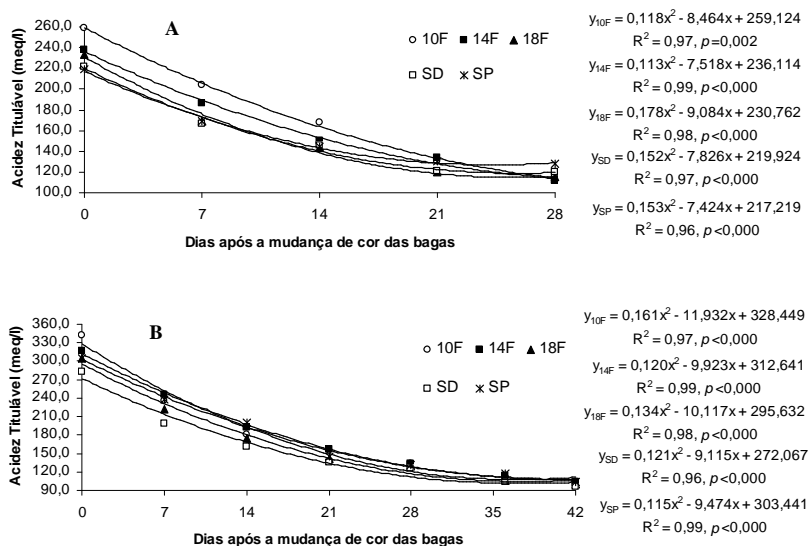 A
Acidez Titulável (meq/l)
260,0
240,0
220,0
200,0
180,0
160,0
140,0
120,0
100,0
0 7 14 21 28
Dias após a mudança de cor das bagas
10F 14F 18F
SD SP
y10F = 0,118x² - 8,464x + 259,124
R² = 0,97, p=0,002
y14F = 0,113x² - 7,518x + 236,114
R² = 0,99, p<0,000
y18F = 0,178x² - 9,084x + 230,762
R² = 0,98, p<0,000
ySD = 0,152x² - 7,826x + 219,924
R² = 0,97, p<0,000
ySP = 0,153x² - 7,424x + 217,219
R² = 0,96, p<0,000
B
Acidez Titulável (meq/l)
360,0
330,0
300,0
270,0
240,0
210,0
180,0
150,0
120,0
90,0
0 7 14 21 28 35 42
Dias após a mudança de cor das bagas
10F 14F 18F
SD SP
y10F = 0,161x² - 11,932x + 328,449
R² = 0,97, p<0,000
y14F = 0,120x² - 9,923x + 312,641
R² = 0,99, p<0,000
y18F = 0,134x² - 10,117x + 295,632
R² = 0,98, p<0,000
ySD = 0,121x² - 9,115x + 272,067
R² = 0,96, p<0,000
ySP = 0,115x² - 9,474x + 303,441
R² = 0,99, p<0,000